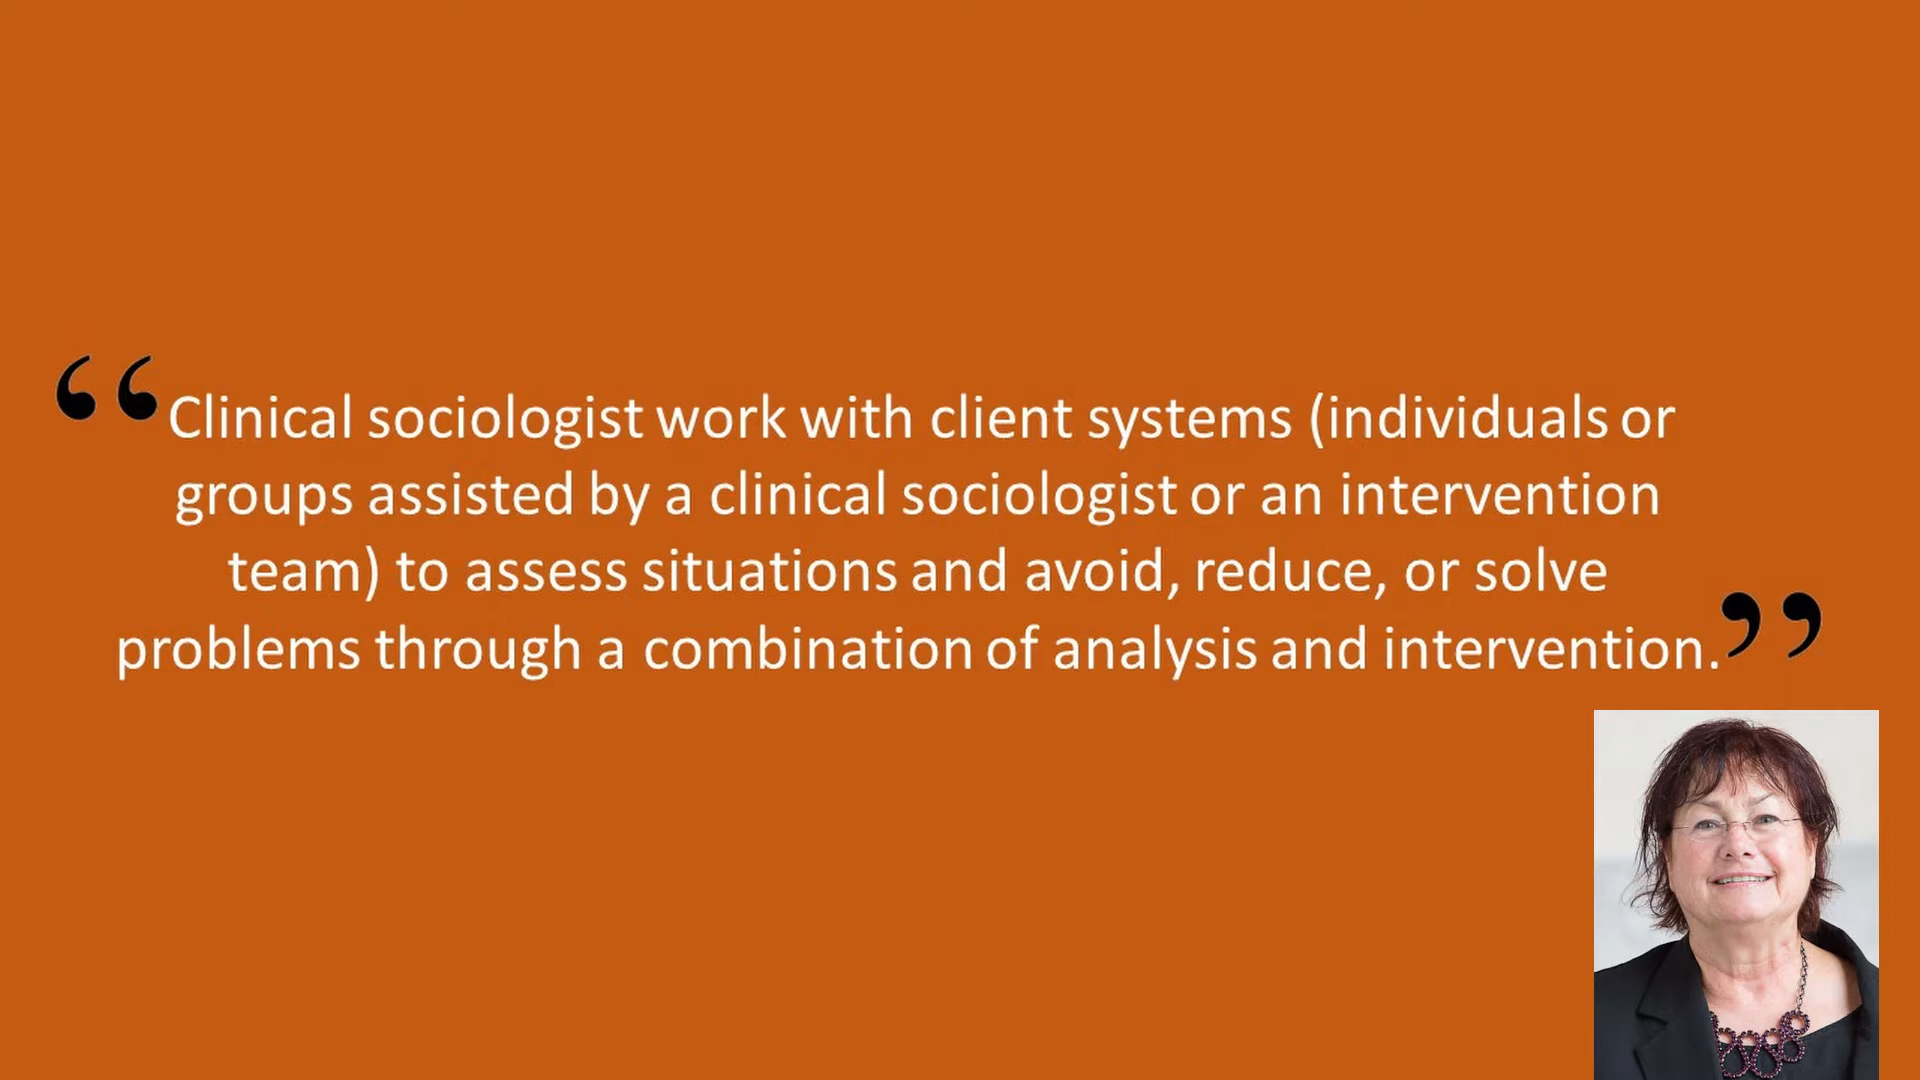 “Clinical sociologist work with client systems (individuals or
groups assisted by a clinical sociologist or an intervention
team) to assess situations and avoid, reduce, or solve
problems through a combination of analysis and intervention.”